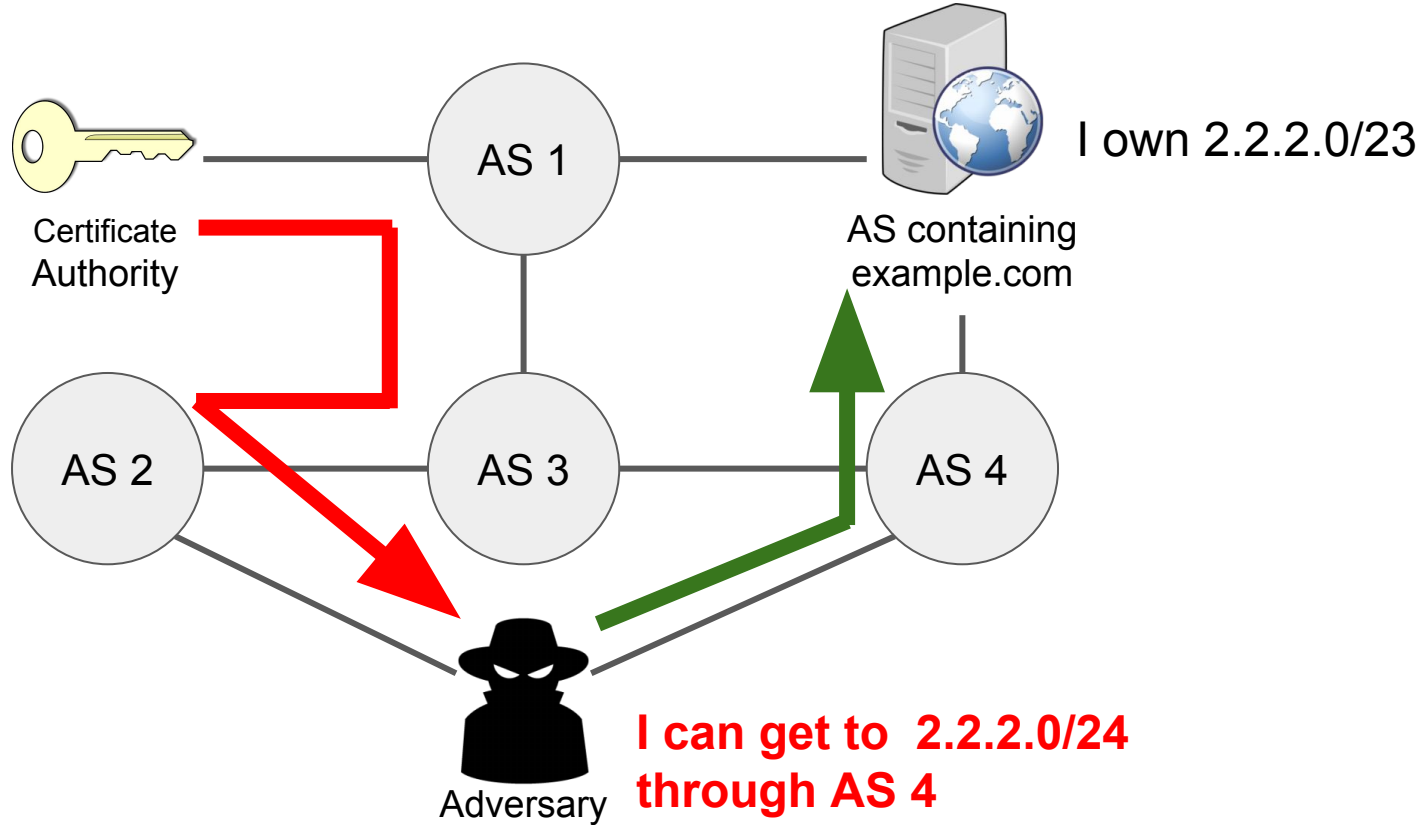 AS 1
I own 2.2.2.0/23
Certificate
Authority
AS containing
example.com
AS 2
AS 3
AS 4
I can get to 2.2.2.0/24
through AS 4
Adversary